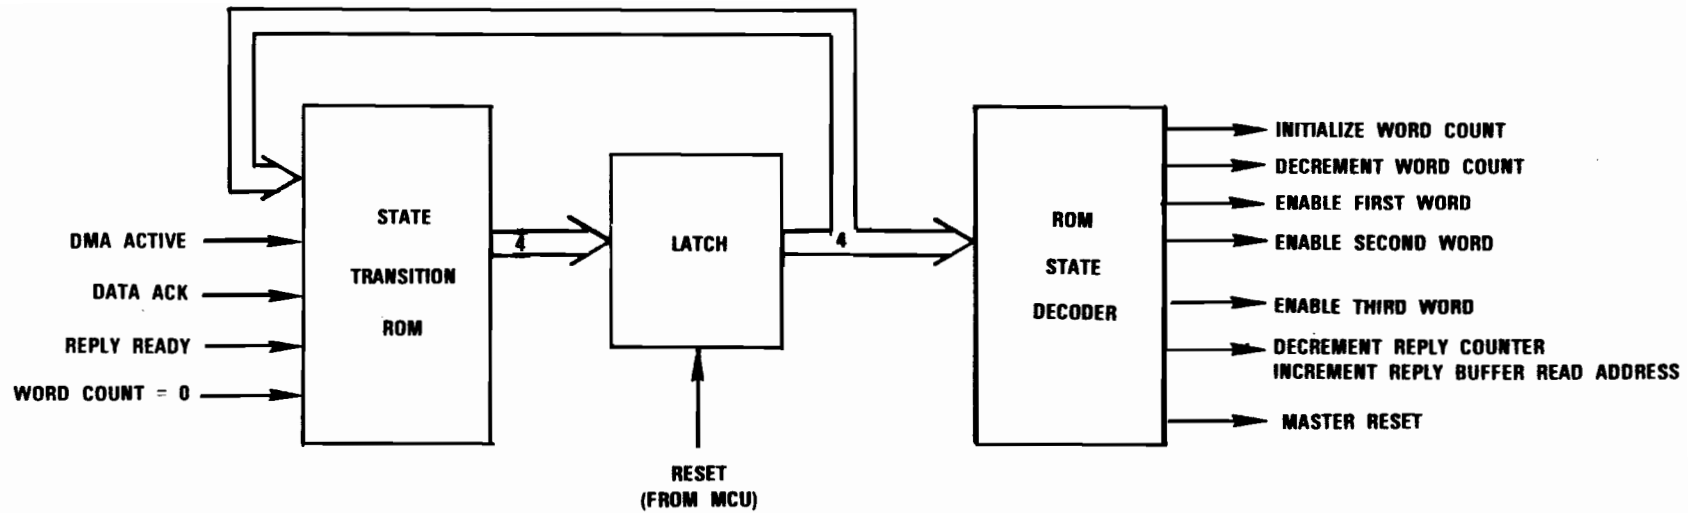 DMA ACTIVE
DATA ACK
REPLY READY
WORD COUNT = 0
STATE
TRANSITION
ROM
4
LATCH
RESET
(FROM MCU)
4
ROM
STATE
DECODER
INITIALIZE WORD COUNT
DECREMENT WORD COUNT
ENABLE FIRST WORD
ENABLE SECOND WORD
ENABLE THIRD WORD
DECREMENT REPLY COUNTER
INCREMENT REPLY BUFFER READ ADDRESS
MASTER RESET